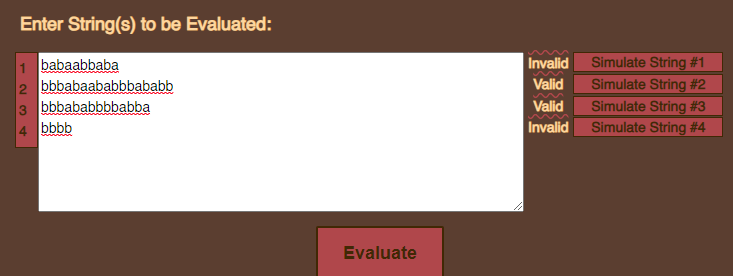 Enter String(s) to be Evaluated:
1 babaabbaba Invalid Simulate String #1
2 bbbabaababbbababb Valid Simulate String #2
3 bbbababbbbabba Valid Simulate String #3
4 bbbb Invalid Simulate String #4
Evaluate